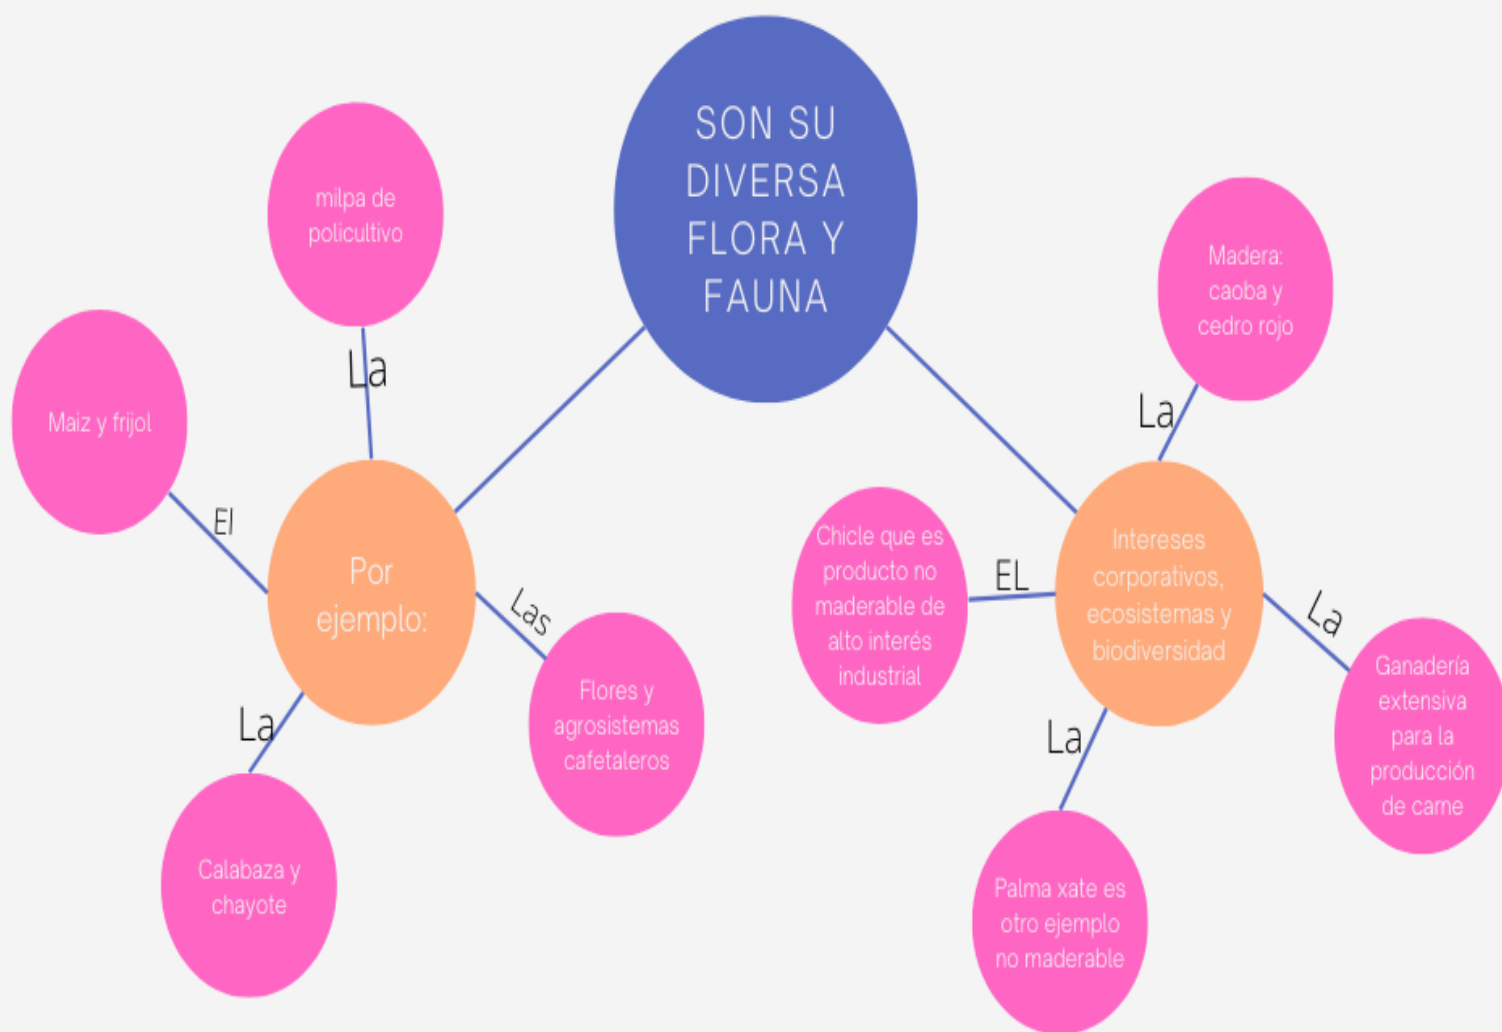 SON SU
DIVERSA
FLORA Y
FAUNA
milpa de
policultivo
La
Maiz y frijol
El
Por
ejemplo:
Las
Flores y
agrosistemas
cafetaleros
La
Calabaza y
chayote
Madera:
caoba y
cedro rojo
La
Intereses
corporativos,
ecosistemas y
biodiversidad
EL
Chicle que es
producto no
maderable de
alto interés
industrial
La
Ganadería
extensiva
para la
producción
de carne
La
Palma xate es
otro ejemplo
no maderable